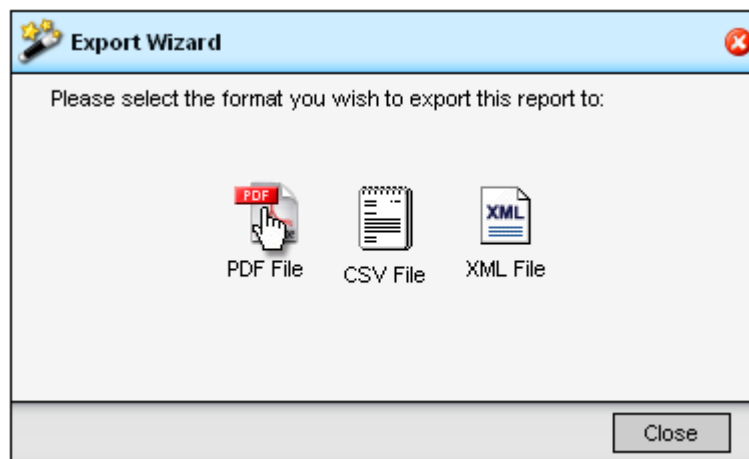 Export Wizard
Please select the format you wish to export this report to:
PDF
XML
PDF File
CSV File
XML File
Close